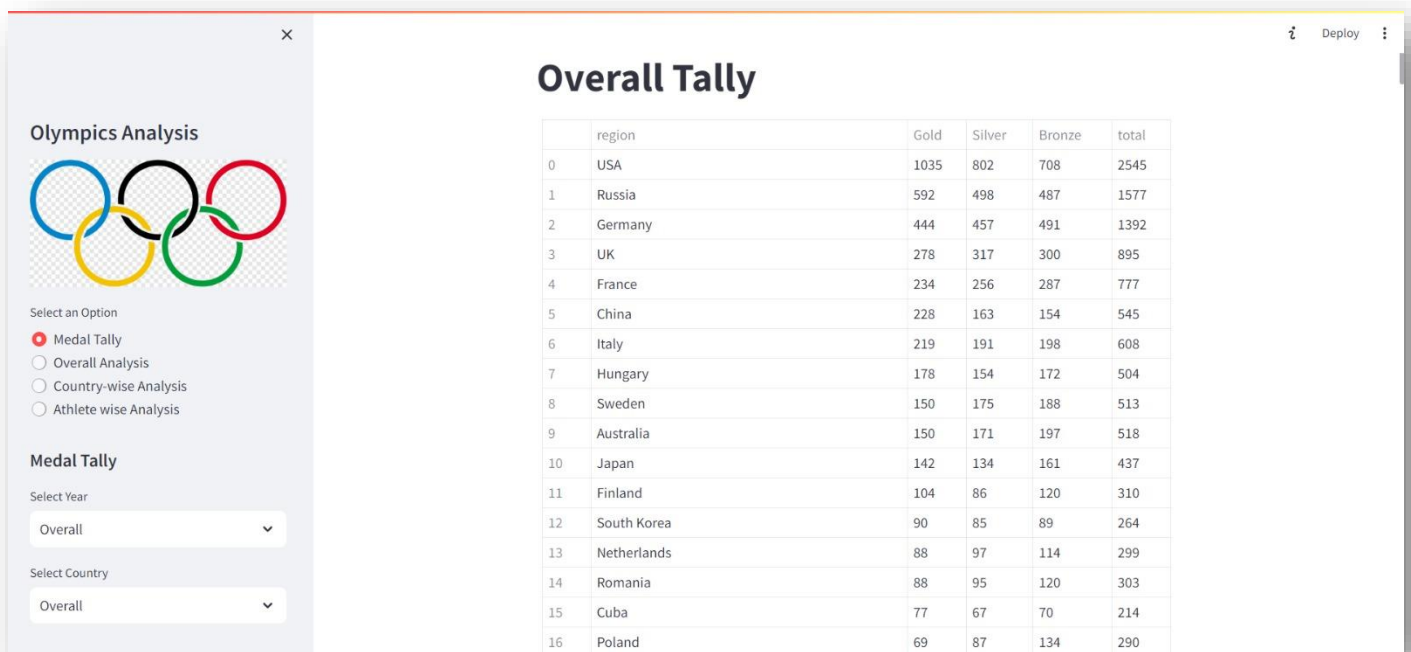 i Deploy
Overall Tally
Olympics Analysis
Select an Option
Medal Tally
Overall Analysis
Country-wise Analysis
Athlete wise Analysis
Medal Tally
Select Year
Overall
Select Country
Overall
region Gold Silver Bronze total
0 USA 1035 802 708 2545
1 Russia 592 498 487 1577
2 Germany 444 457 491 1392
3 UK 278 317 300 895
4 France 234 256 287 777
5 China 228 163 154 545
6 Italy 219 191 198 608
7 Hungary 178 154 172 504
8 Sweden 150 175 188 513
9 Australia 150 171 197 518
10 Japan 142 134 161 437
11 Finland 104 86 120 310
12 South Korea 90 85 89 264
13 Netherlands 88 97 114 299
14 Romania 88 95 120 303
15 Cuba 77 67 70 214
16 Poland 69 87 134 290